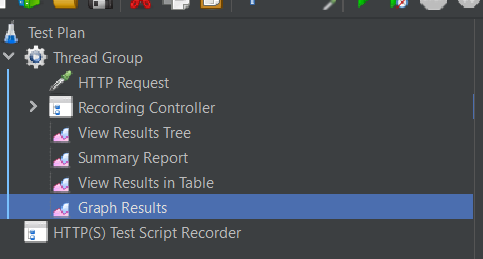 Test Plan
Thread Group
HTTP Request
Recording Controller
View Results Tree
Summary Report
View Results in Table
Graph Results
HTTP(S) Test Script Recorder